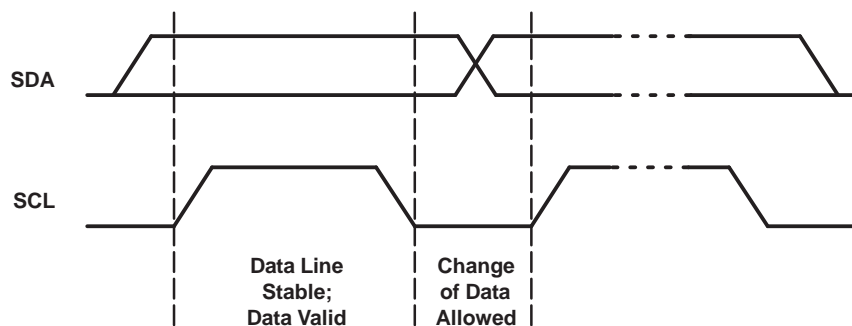 SDA
SCL
Data Line
Stable;
Data Valid
Change
of Data
Allowed